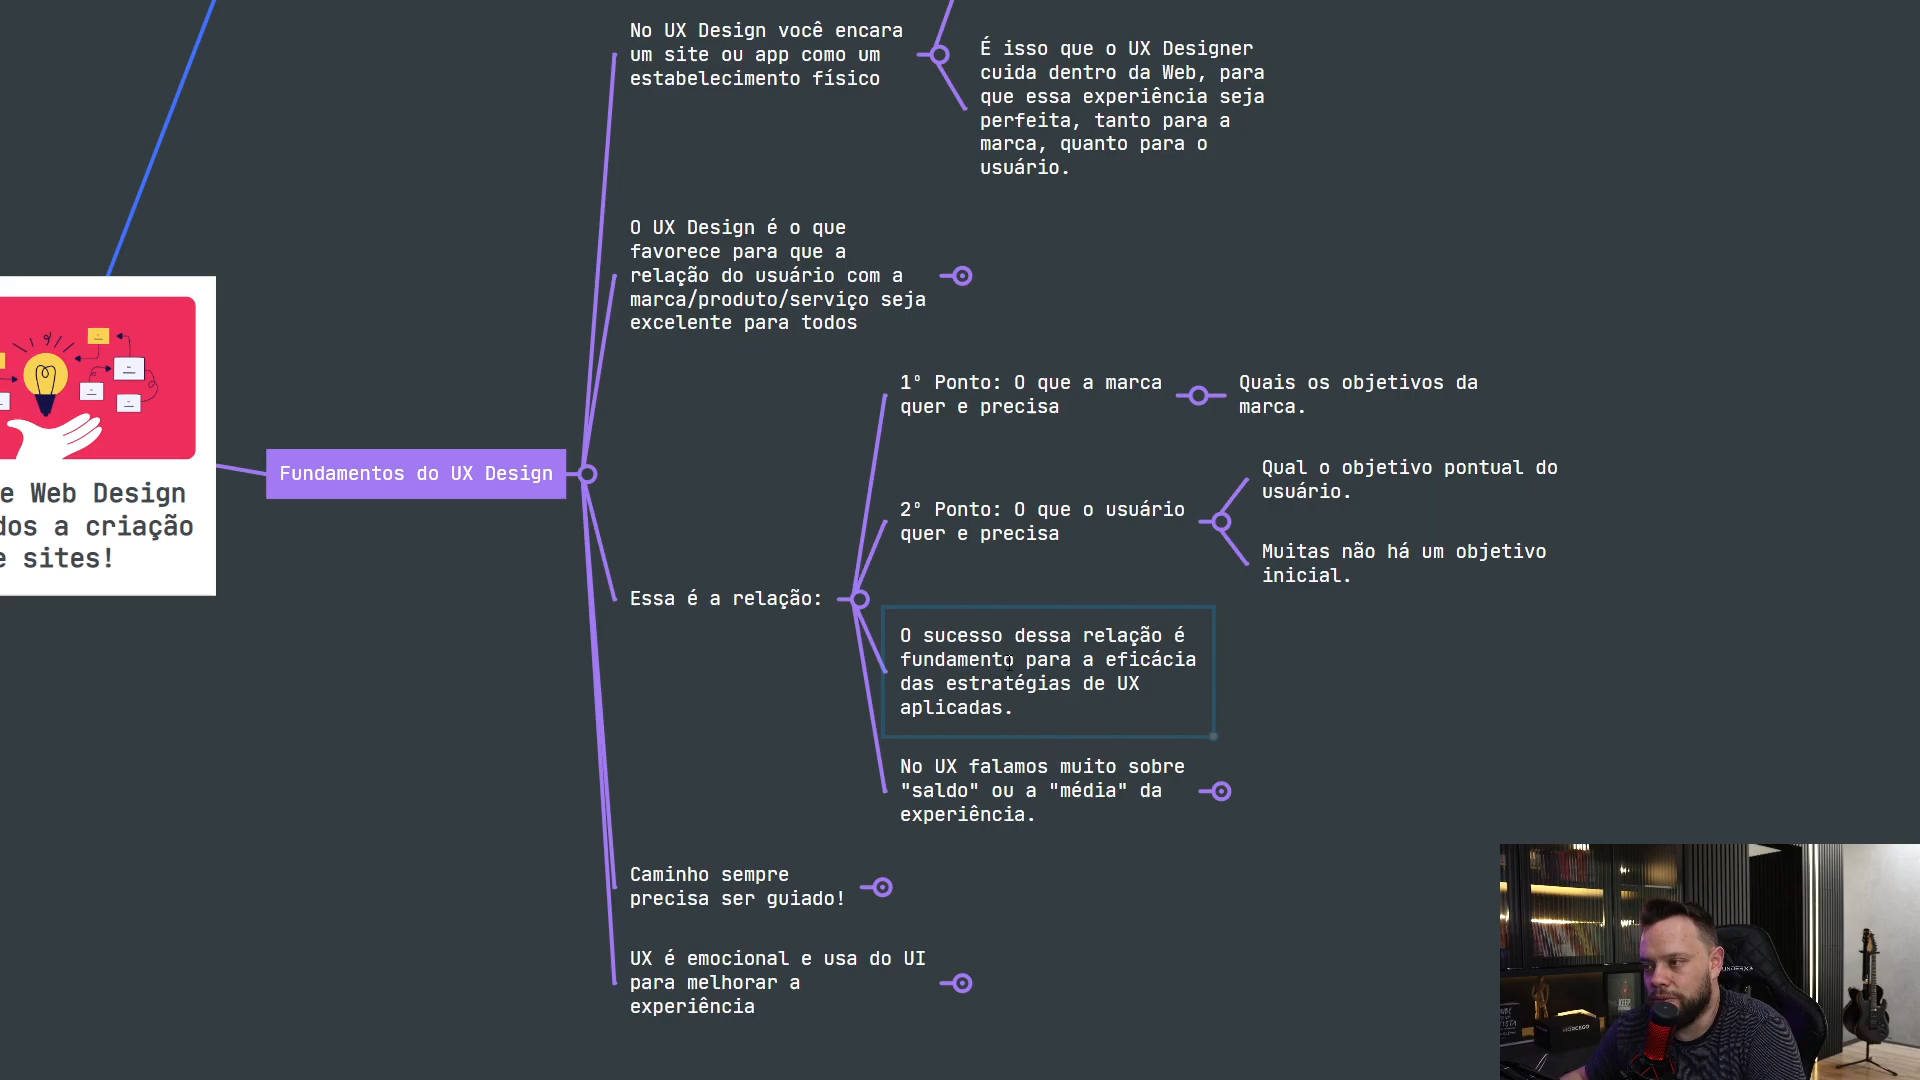 No UX Design você encara
um site ou app como um
estabelecimento físico
É isso que o UX Designer
cuida dentro da Web, para
que essa experiência seja
perfeita, tanto para a
marca, quanto para o
usuário.
O UX Design é o que
favorece para que a
relação do usuário com a
marca/produto/serviço seja
excelente para todos
1º Ponto: O que a marca
quer e precisa
Quais os objetivos da
marca.
Fundamentos do UX Design
e Web Design
dos a criação
e sites!
2º Ponto: O que o usuário
quer e precisa
Qual o objetivo pontual do
usuário.
Muitas não há um objetivo
inicial.
Essa é a relação:
O sucesso dessa relação é
fundamento para a eficácia
das estratégias de UX
aplicadas.
No UX falamos muito sobre
"saldo" ou a "média" da
experiência.
Caminho sempre
precisa ser guiado!
UX é emocional e usa do UI
para melhorar a
experiência
KEEP
MORCEGO